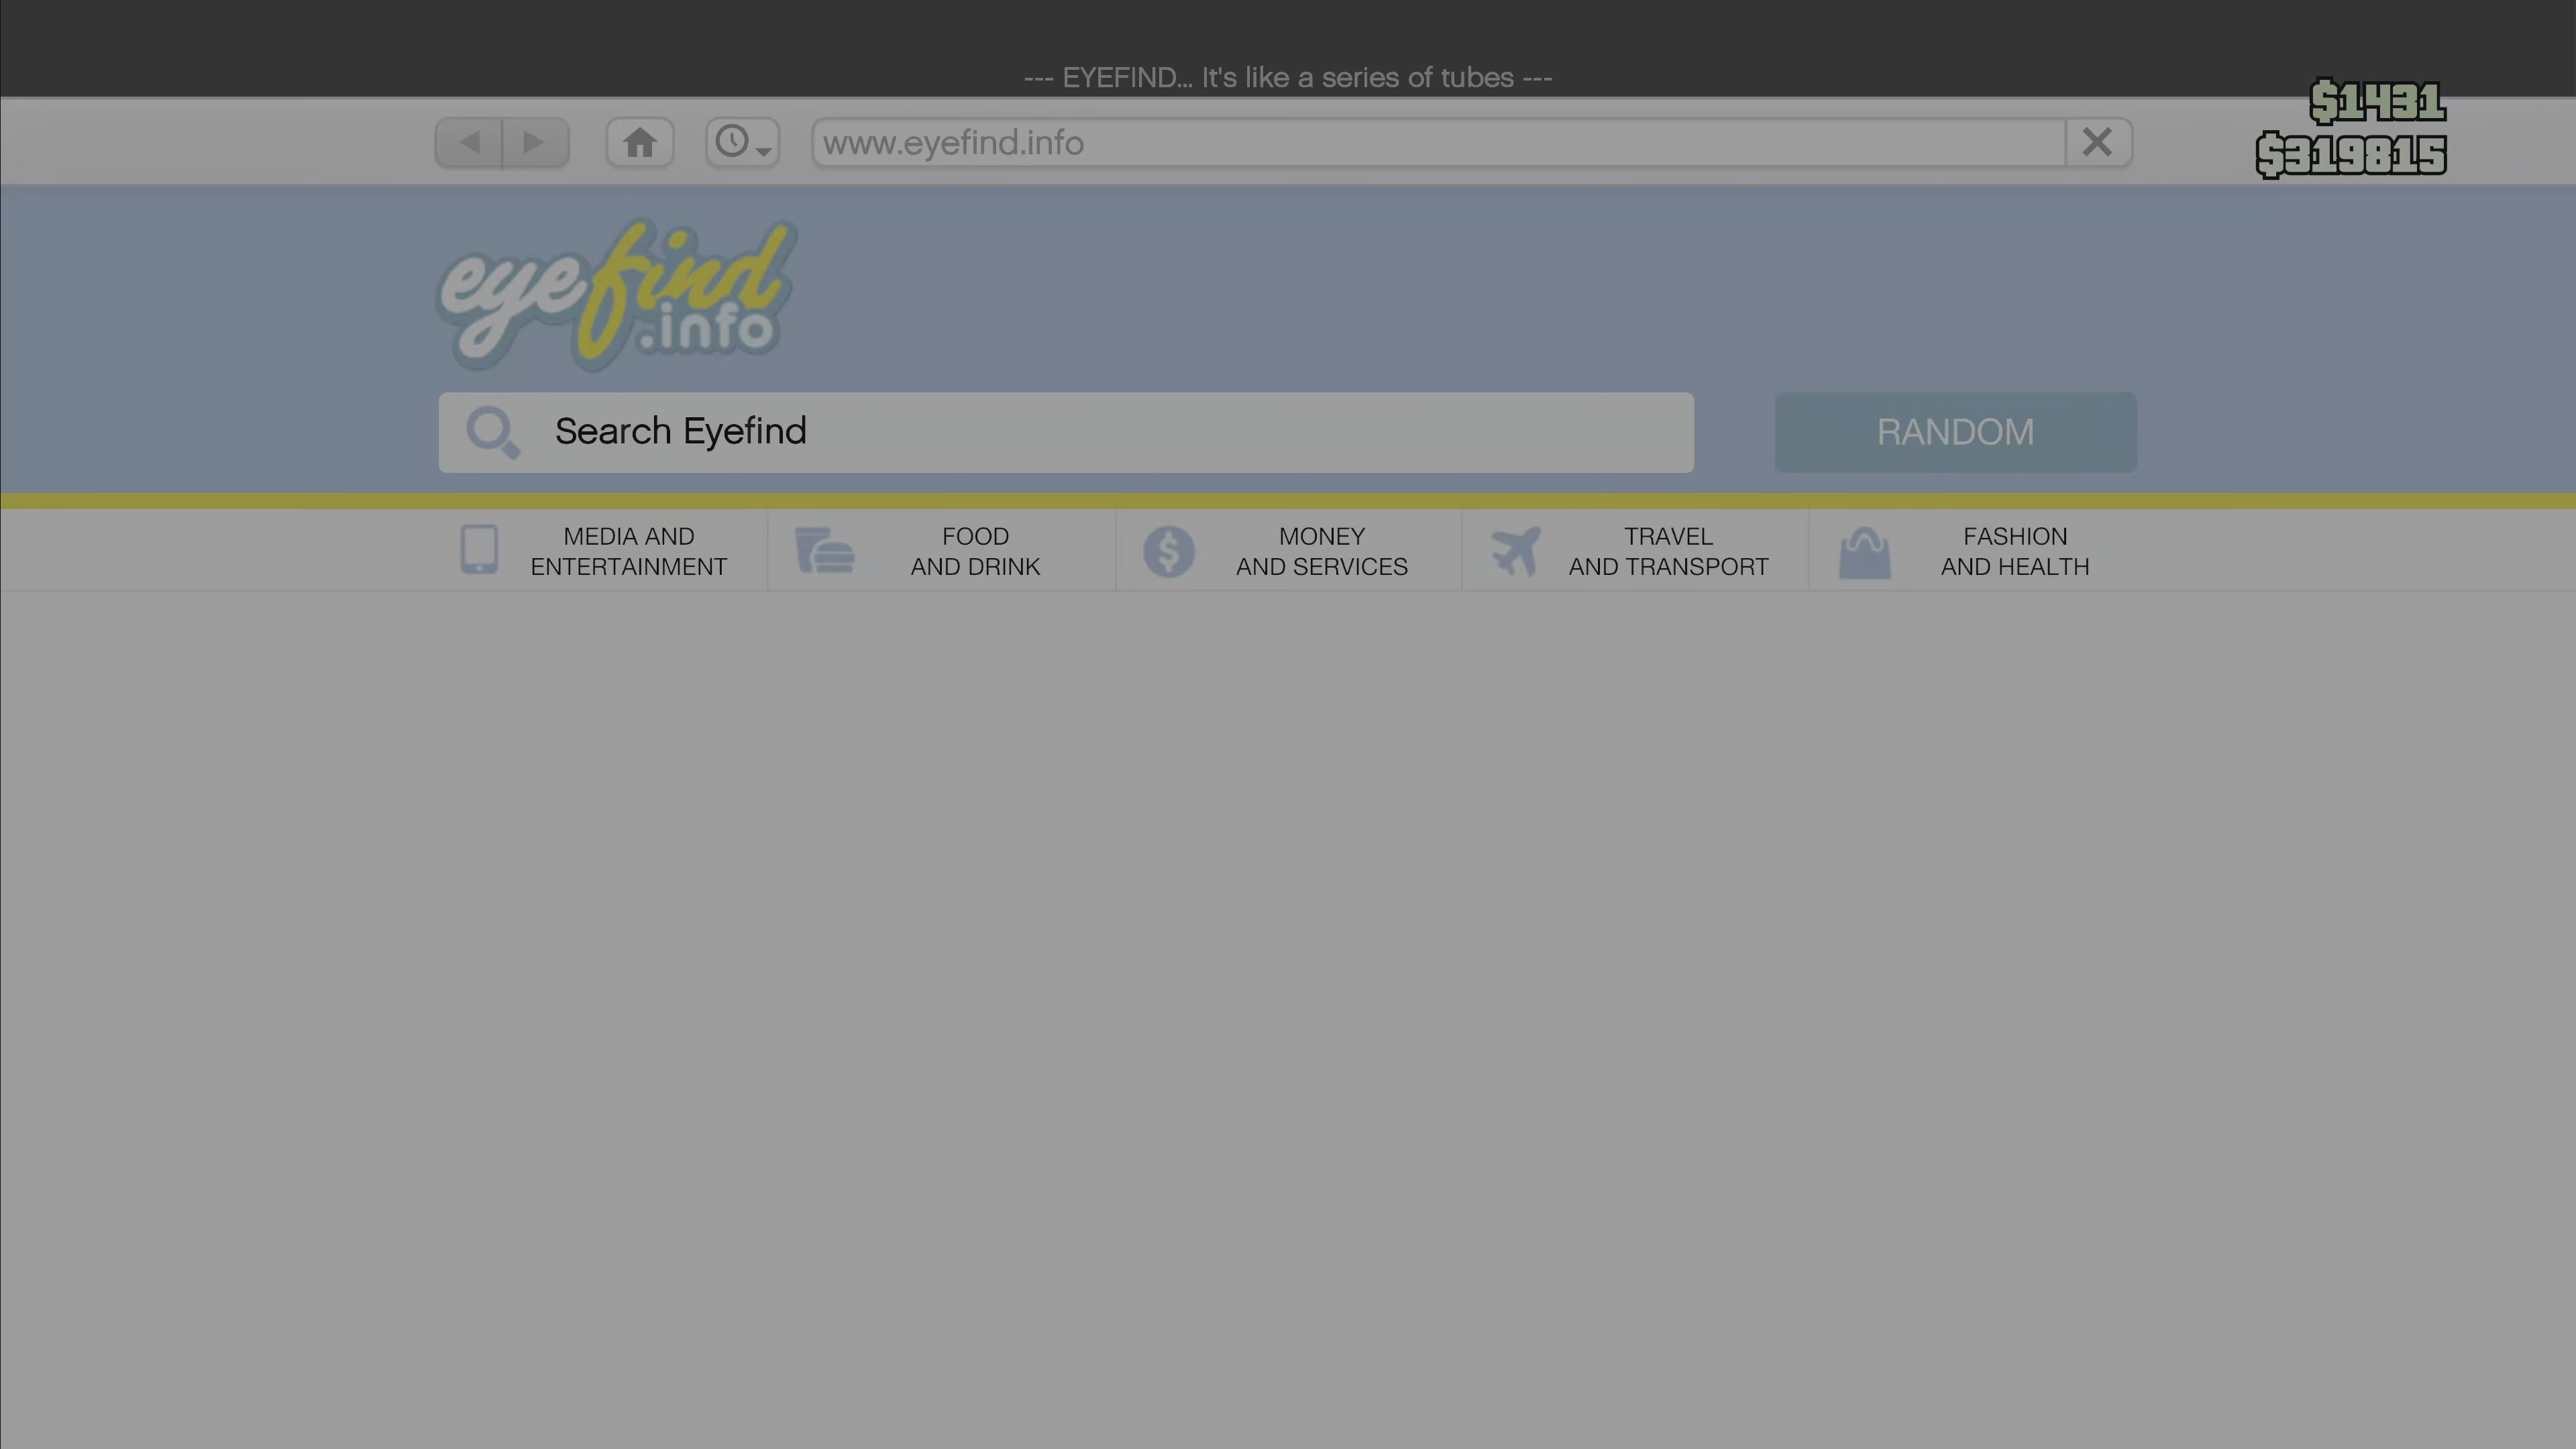 --- EYEFIND... It's like a series of tubes ---
$1431
www.eyefind.info
$319815
eyefind
.info
Search Eyefind
RANDOM
MEDIA AND
ENTERTAINMENT
FOOD
AND DRINK
MONEY
AND SERVICES
TRAVEL
AND TRANSPORT
FASHION
AND HEALTH